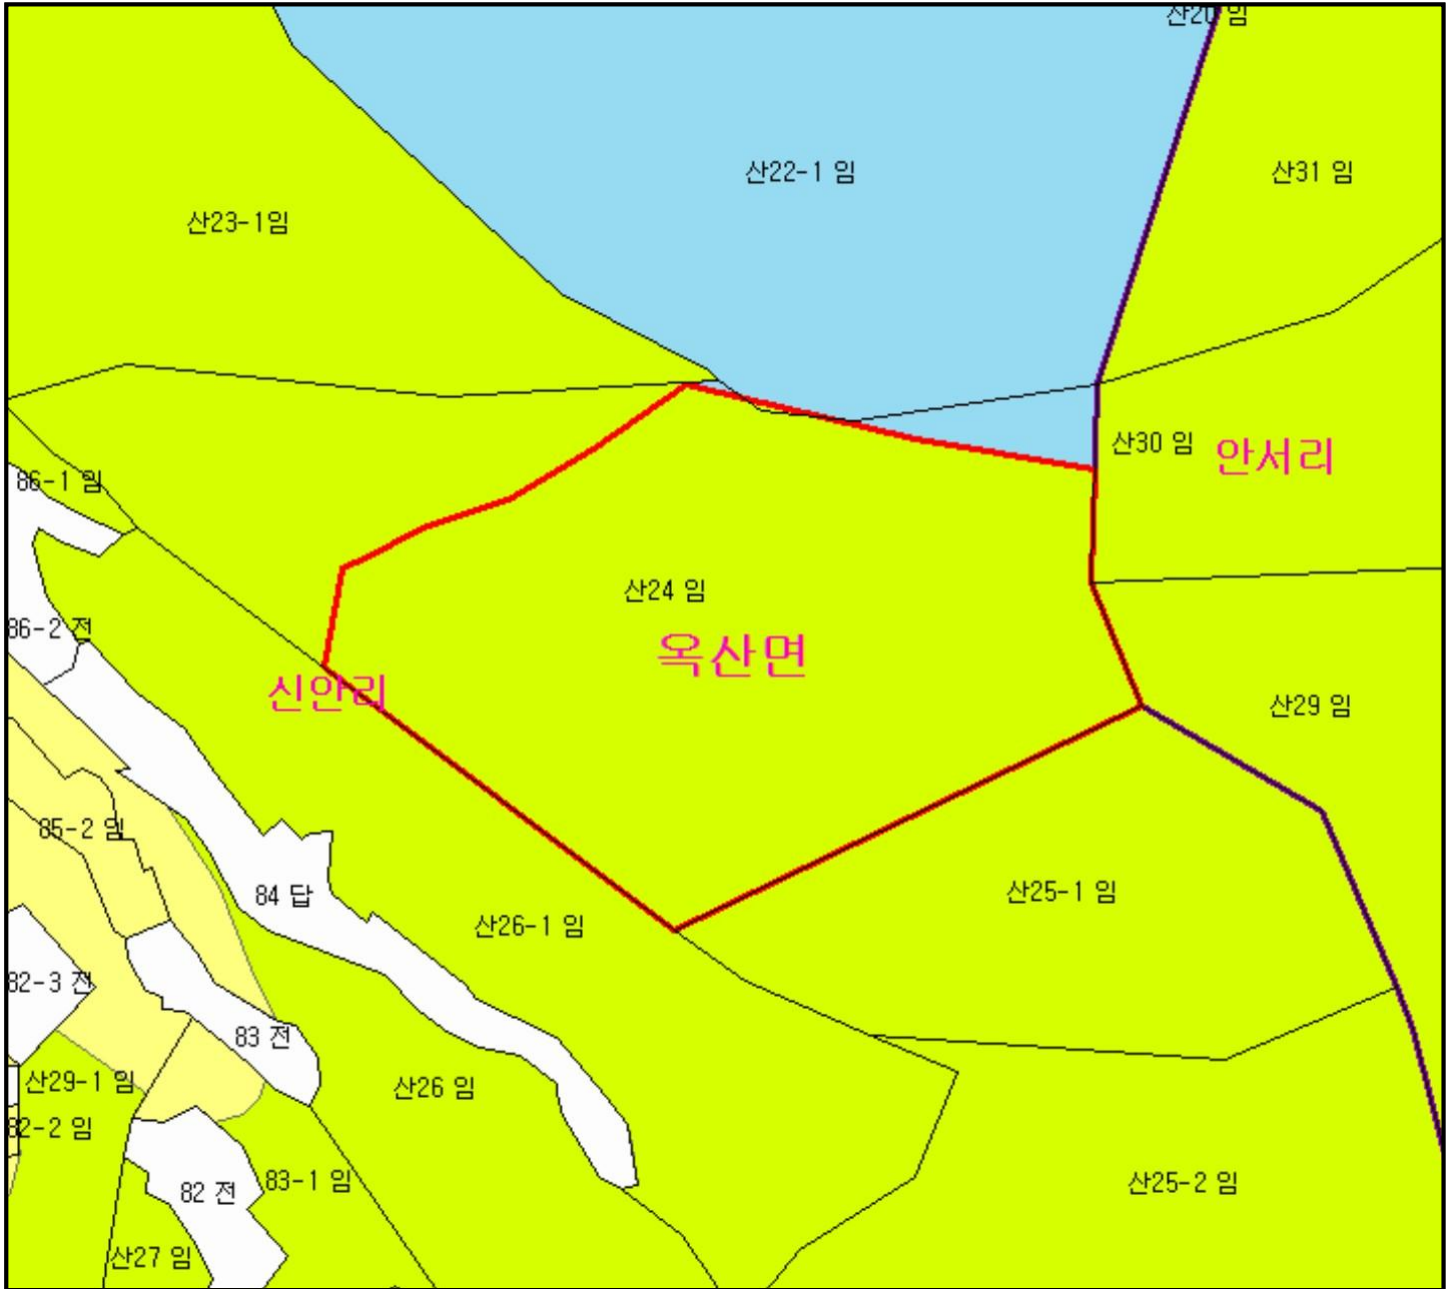 산20 임
산22-1 임
산31 임
산23-1임
산30 임
안서리
86-1 임
산24 임
86-2 전
옥산면
신안리
산29 임
85-2 임
84 답
산25-1 임
산26-1 임
82-3 전
83 전
산29-1 임
산26 임
82-2 임
83-1 임
82 전
산25-2 임
산27 임